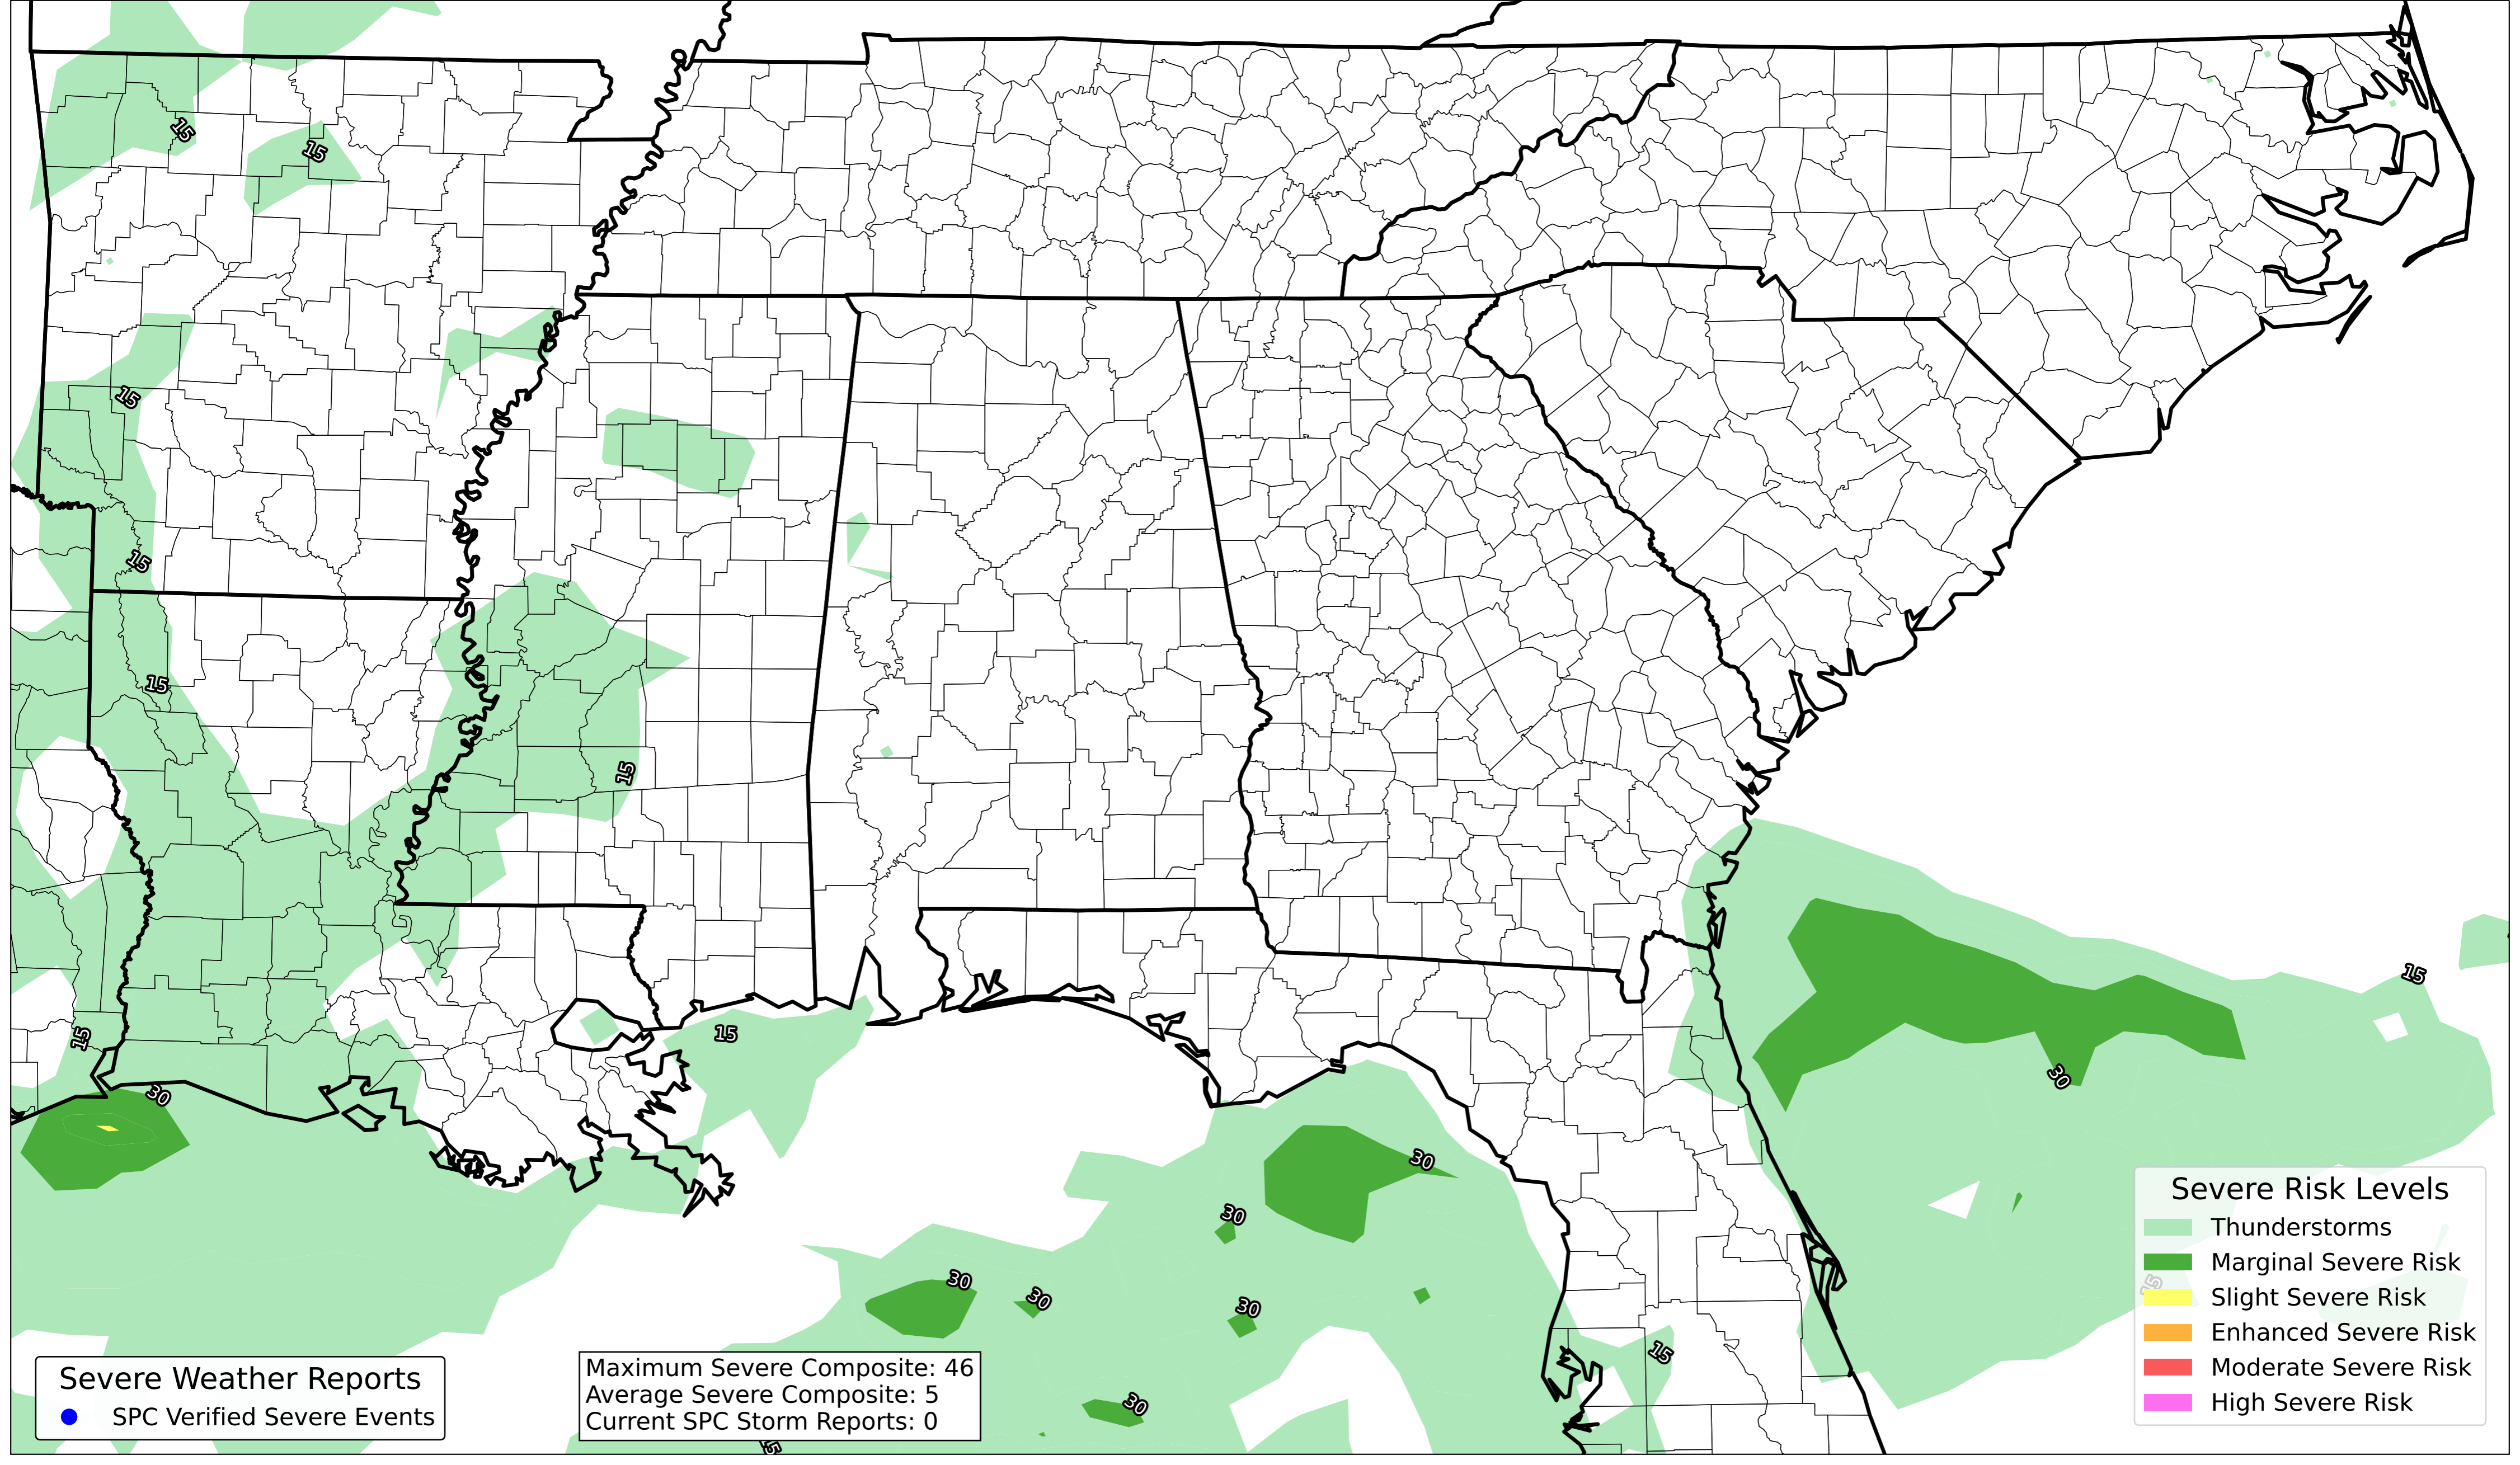 15
15
15
15
15
15
15
30
15
15
30
30
30
30
30
30
15
30
15
15
15
Severe Risk Levels
Thunderstorms
Marginal Severe Risk
Slight Severe Risk
Enhanced Severe Risk
Moderate Severe Risk
High Severe Risk
Severe Weather Reports
SPC Verified Severe Events
Maximum Severe Composite: 46
Average Severe Composite: 5
Current SPC Storm Reports: 0